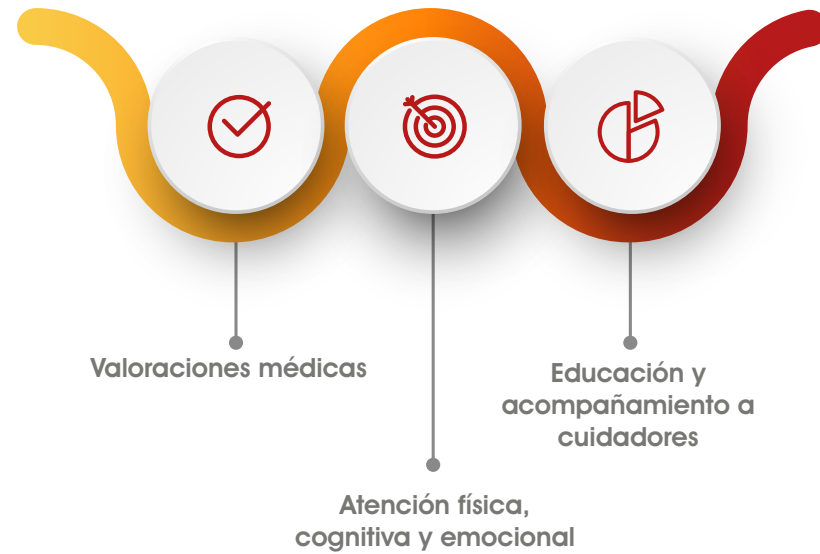 Valoraciones médicas
Atención física,
cognitiva y emocional
Educación y
acompañamiento a
cuidadores